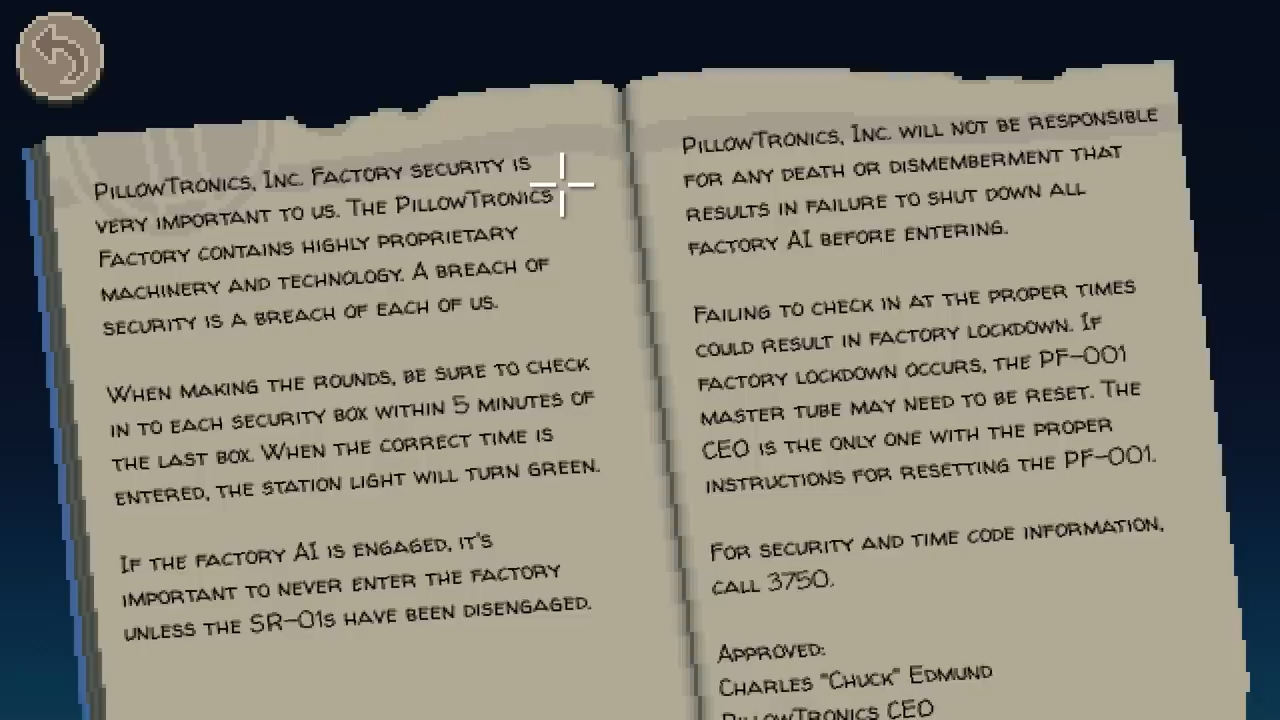 PillowTronics, Inc. Factory security is
very important to us. The PillowTronics
Factory contains highly proprietary
machinery and technology. A breach of
security is a breach of each of us.
When making the rounds, be sure to check
in to each security box within 5 minutes of
the last box. When the correct time is
entered, the station light will turn green.
If the factory AI is engaged, it's
important to never enter the factory
unless the SR-01s have been disengaged.
PillowTronics, Inc. will not be responsible
for any death or dismemberment that
results in failure to shut down all
factory AI before entering.
Failing to check in at the proper times
could result in factory lockdown. If
factory lockdown occurs, the PF-001
master tube may need to be reset. The
CEO is the only one with the proper
instructions for resetting the PF-001.
For security and time code information,
call 3750.
Approved:
Charles "Chuck" Edmund
PillowTronics CEO